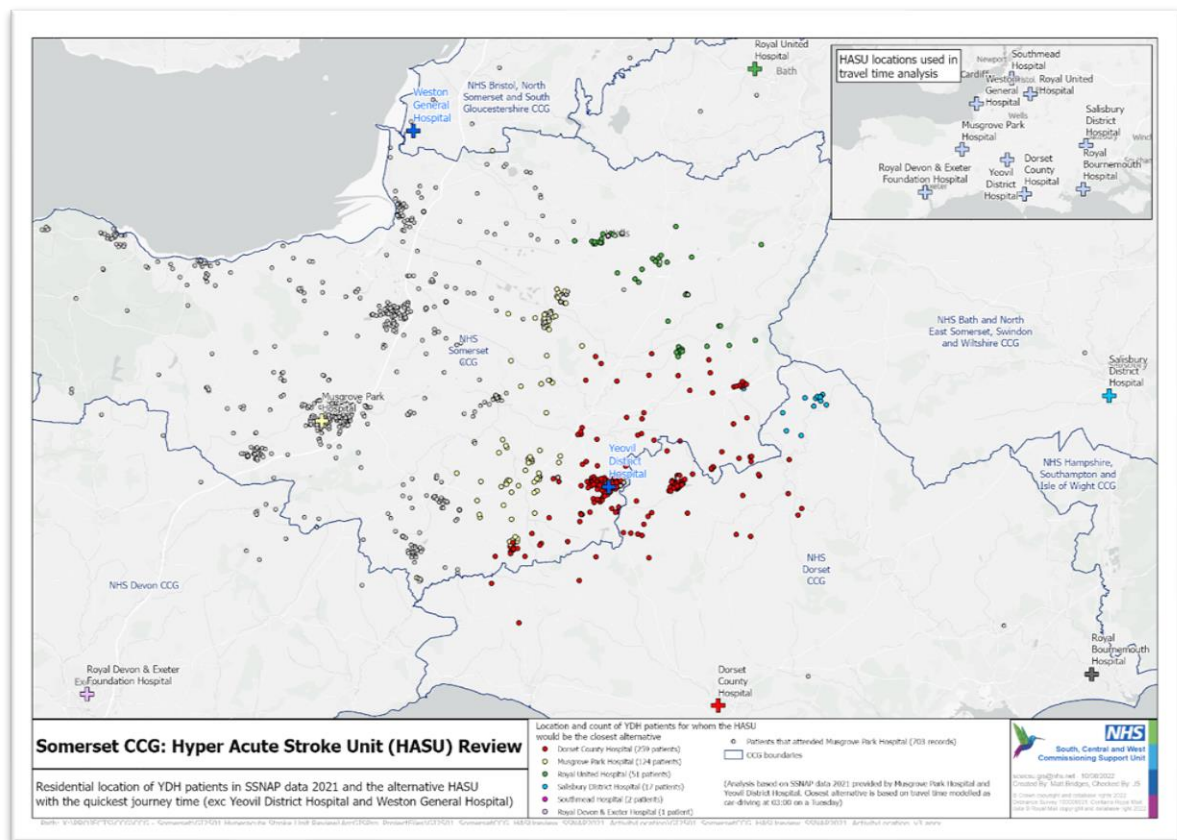 Royal United
Hospital
Bath
Weston
General
Hospital
NHS Bristol, North
Somerset and South
Gloucestershire CCG
HASU locations used in
travel time analysis
Newport
Southmead
Hospital
Cardiff
Weston
General
Hospital
Royal United
Hospital
Wells
Musgrove Park
Hospital
Salisbury
District
Hospital
Royal Devon & Exeter
Foundation Hospital
Yeovil
District
Hospital
Dorset
County
Hospital
Royal
Bournemouth
Hospital
NHS
Somerset
CCG
NHS Bath and North
East Somerset, Swindon
and Wiltshire CCG
Salisbury
District
Hospital
Musgrove Park
Hospital
Yeovil
District
Hospital
NHS Hampshire,
Southampton and
Isle of Wight CCG
NHS
Dorset
CCG
NHS Devon CCG
Royal Devon & Exeter
Foundation Hospital
Dorset
County
Hospital
Royal
Bournemouth
Hospital
Somerset CCG: Hyper Acute Stroke Unit (HASU) Review
Residential location of YDH patients in SSNAP data 2021 and the alternative HASU
with the quickest journey time (exc Yeovil District Hospital and Weston General Hospital)
Location and count of YDH patients for whom the HASU
would be the closest alternative
Dorset County Hospital (259 patients)
Musgrove Park Hospital (124 patients)
Royal United Hospital (51 patients)
Salisbury District Hospital (17 patients)
Southmead Hospital (2 patients)
Royal Devon & Exeter Hospital (1 patient)
Patients that attended Musgrove Park Hospital (703 records)
CCG boundaries
(Analysis based on SSNAP data 2021 provided by Musgrove Park Hospital and
Yeovil District Hospital. Closest alternative is based on travel time modelled as
car-driving at 03:00 on a Tuesday)
NHS
South, Central and West
Commissioning Support Unit
10/08/2022
Created By: Matt Bridges, Checked By: JS